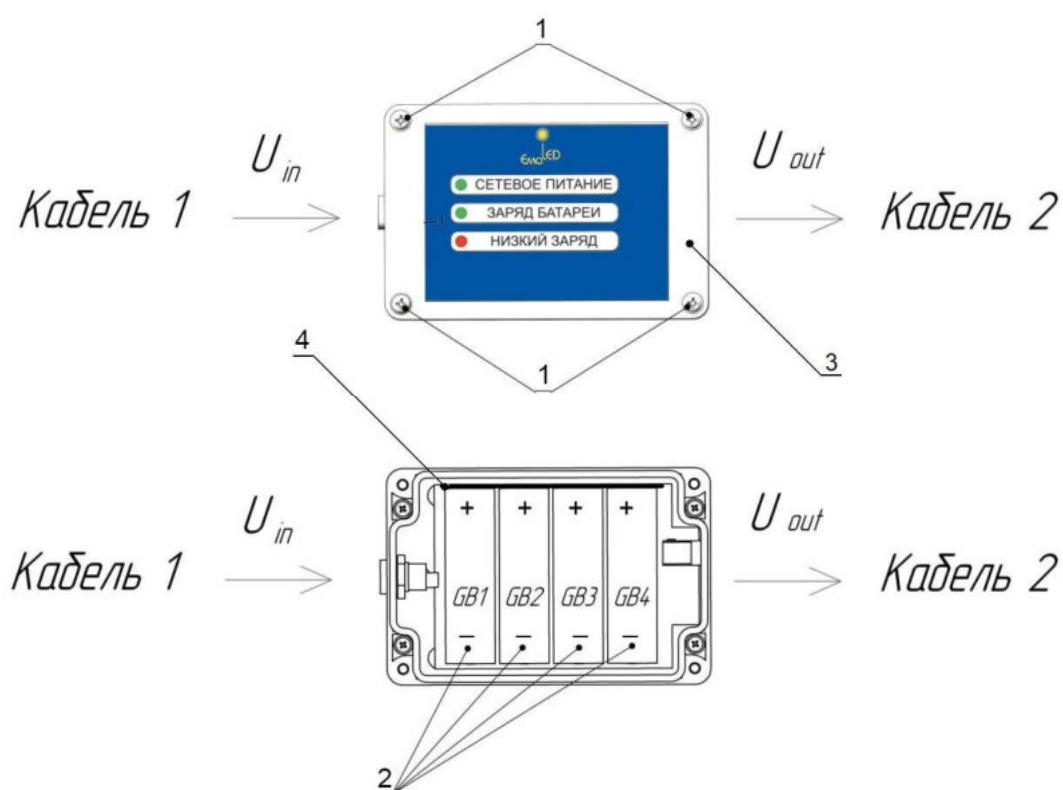 1
U in
U out
Кабель 1
Кабель 2
EmoLED
СЕТЕВОЕ ПИТАНИЕ
ЗАРЯД БАТАРЕИ
НИЗКИЙ ЗАРЯД
4
1
3
U in
U out
Кабель 1
Кабель 2
+ + + +
GB1 GB2 GB3 GB4
− − − −
2